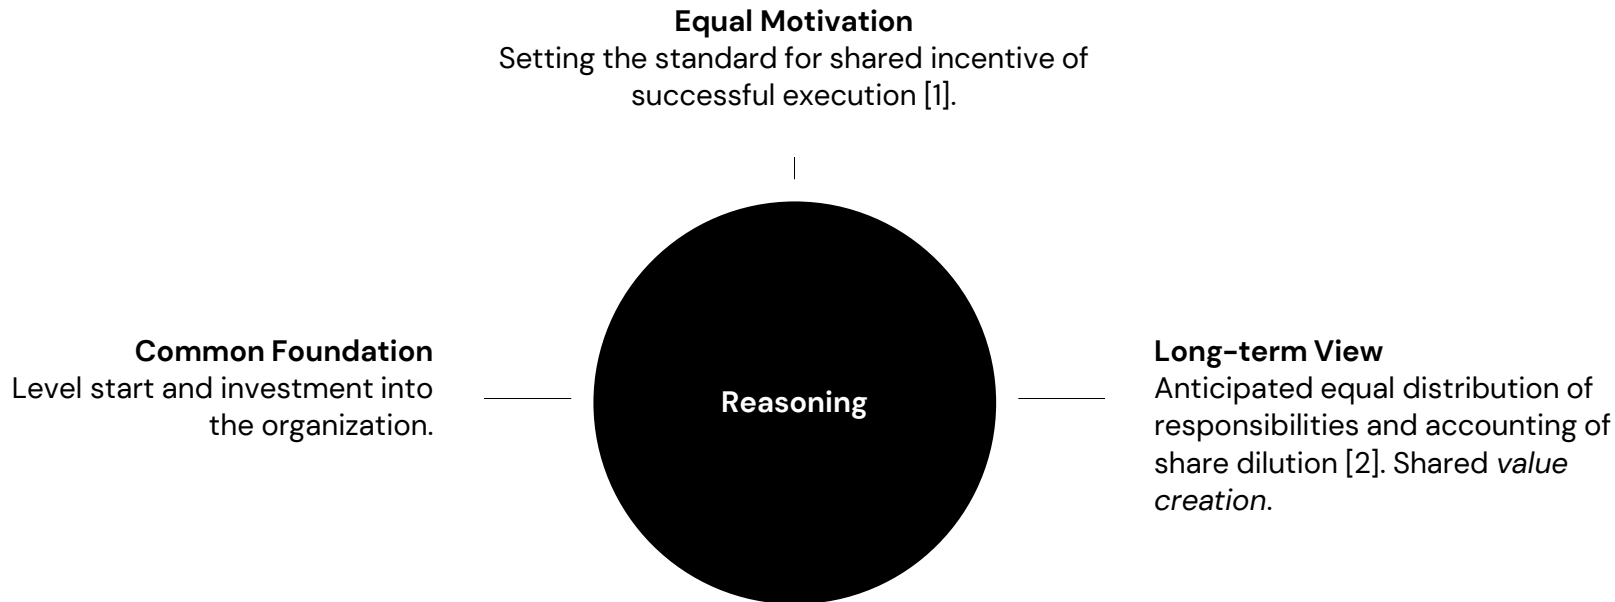 Equal Motivation
Setting the standard for shared incentive of
successful execution [1].
Common Foundation
Level start and investment into
the organization.
Reasoning
Long-term View
Anticipated equal distribution of
responsibilities and accounting of
share dilution [2]. Shared value
creation.